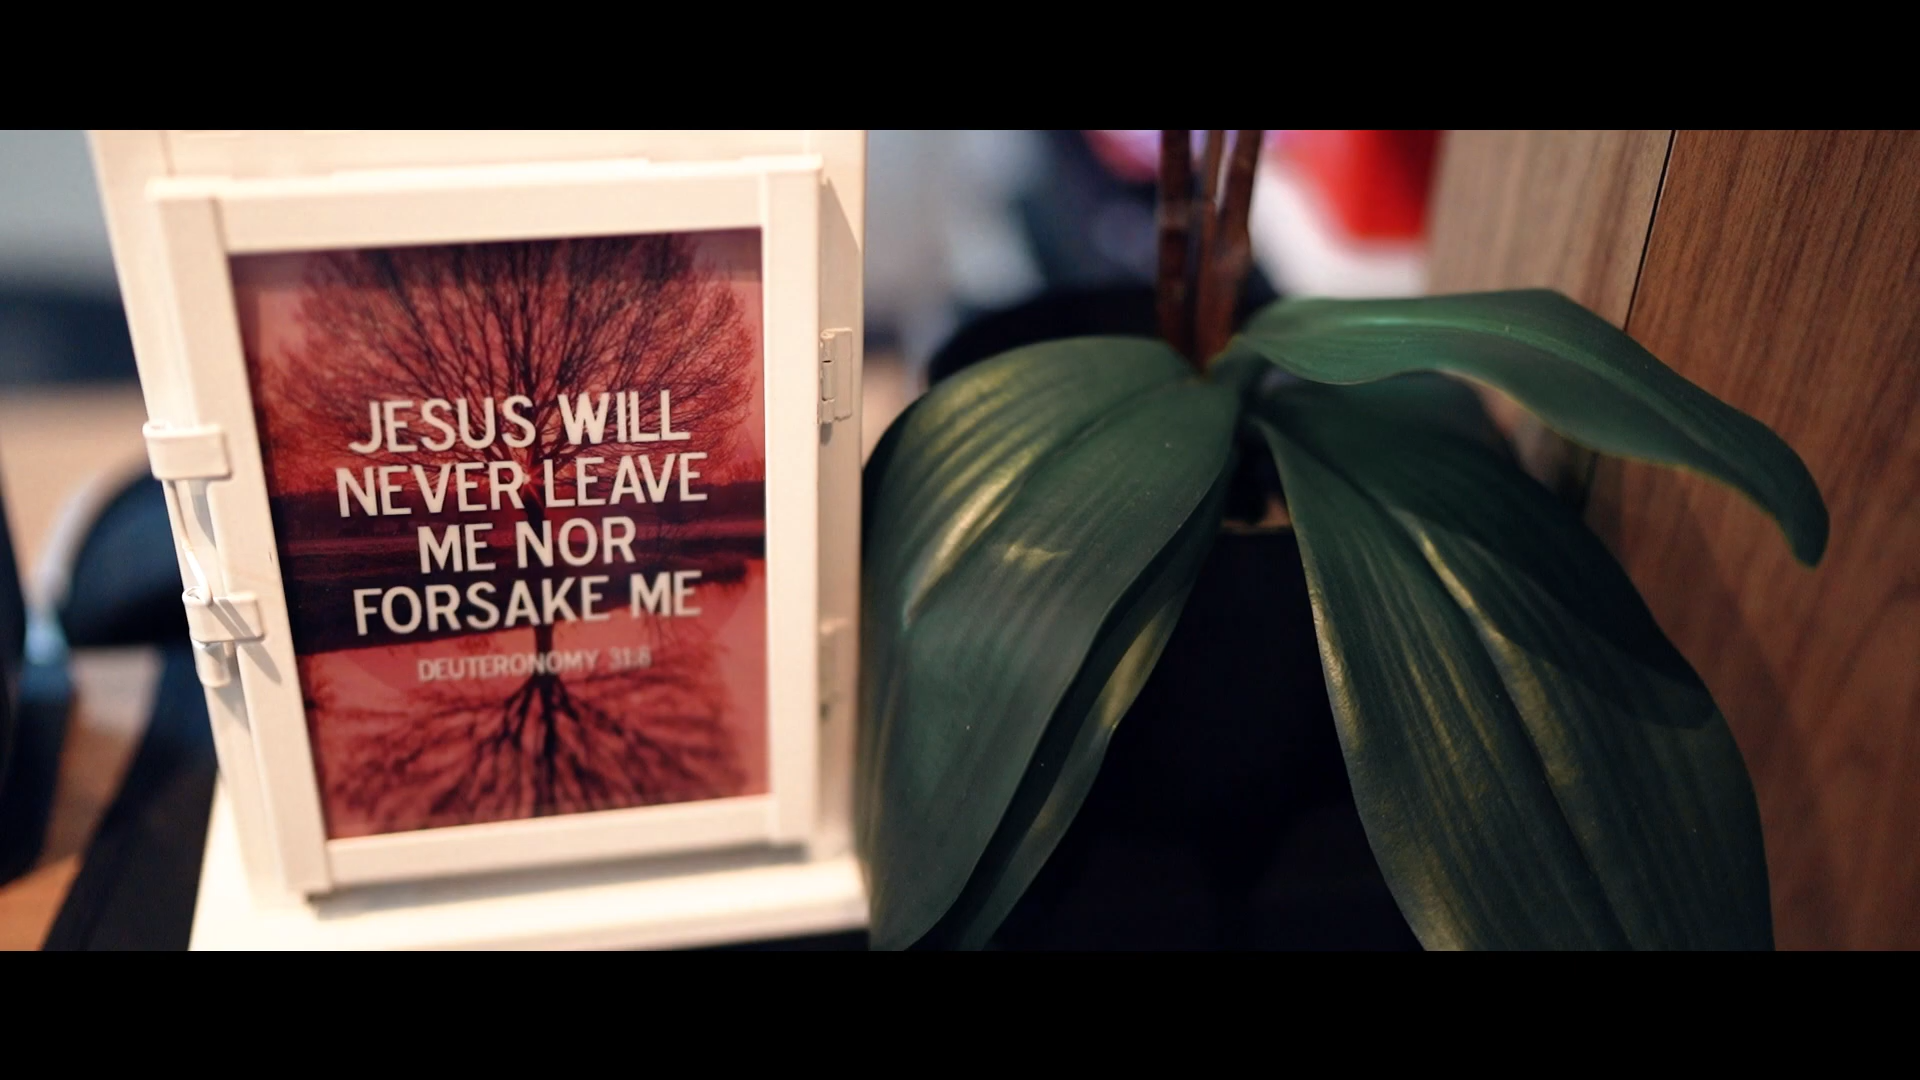 JESUS WILL
NEVER LEAVE
ME NOR
FORSAKE ME
DEUTERONOMY 31:8